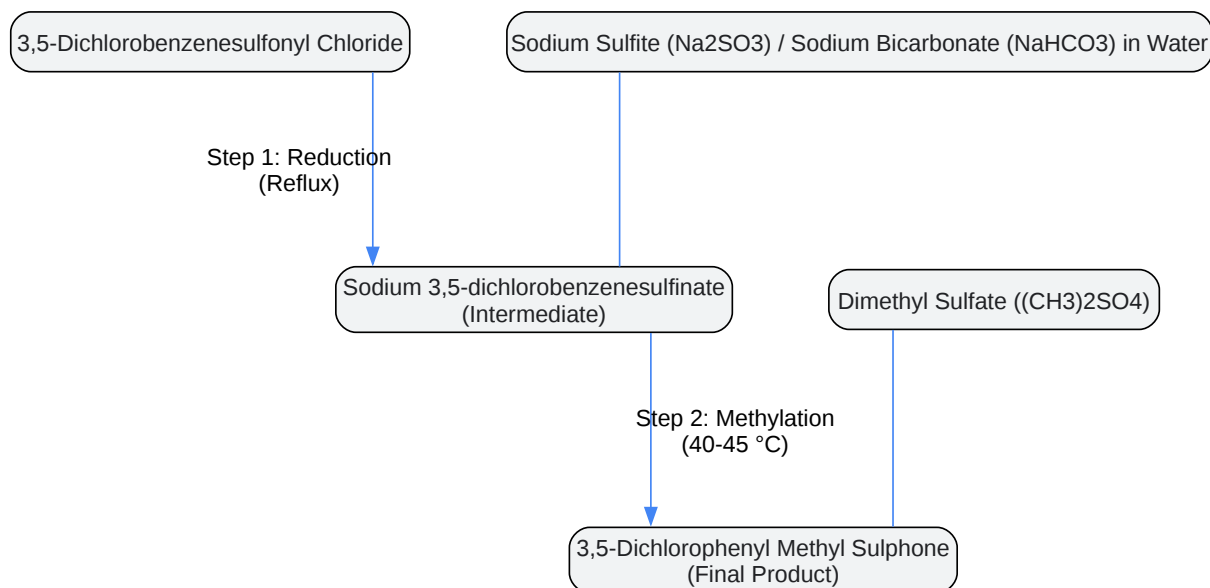 3,5-Dichlorobenzenesulfonyl Chloride
Sodium Sulfite (Na2SO3) / Sodium Bicarbonate (NaHCO3) in Water
Step 1: Reduction
(Reflux)
Sodium 3,5-dichlorobenzenesulfinate
(Intermediate)
Dimethyl Sulfate ((CH3)2SO4)
Step 2: Methylation
(40-45 °C)
3,5-Dichlorophenyl Methyl Sulphone
(Final Product)